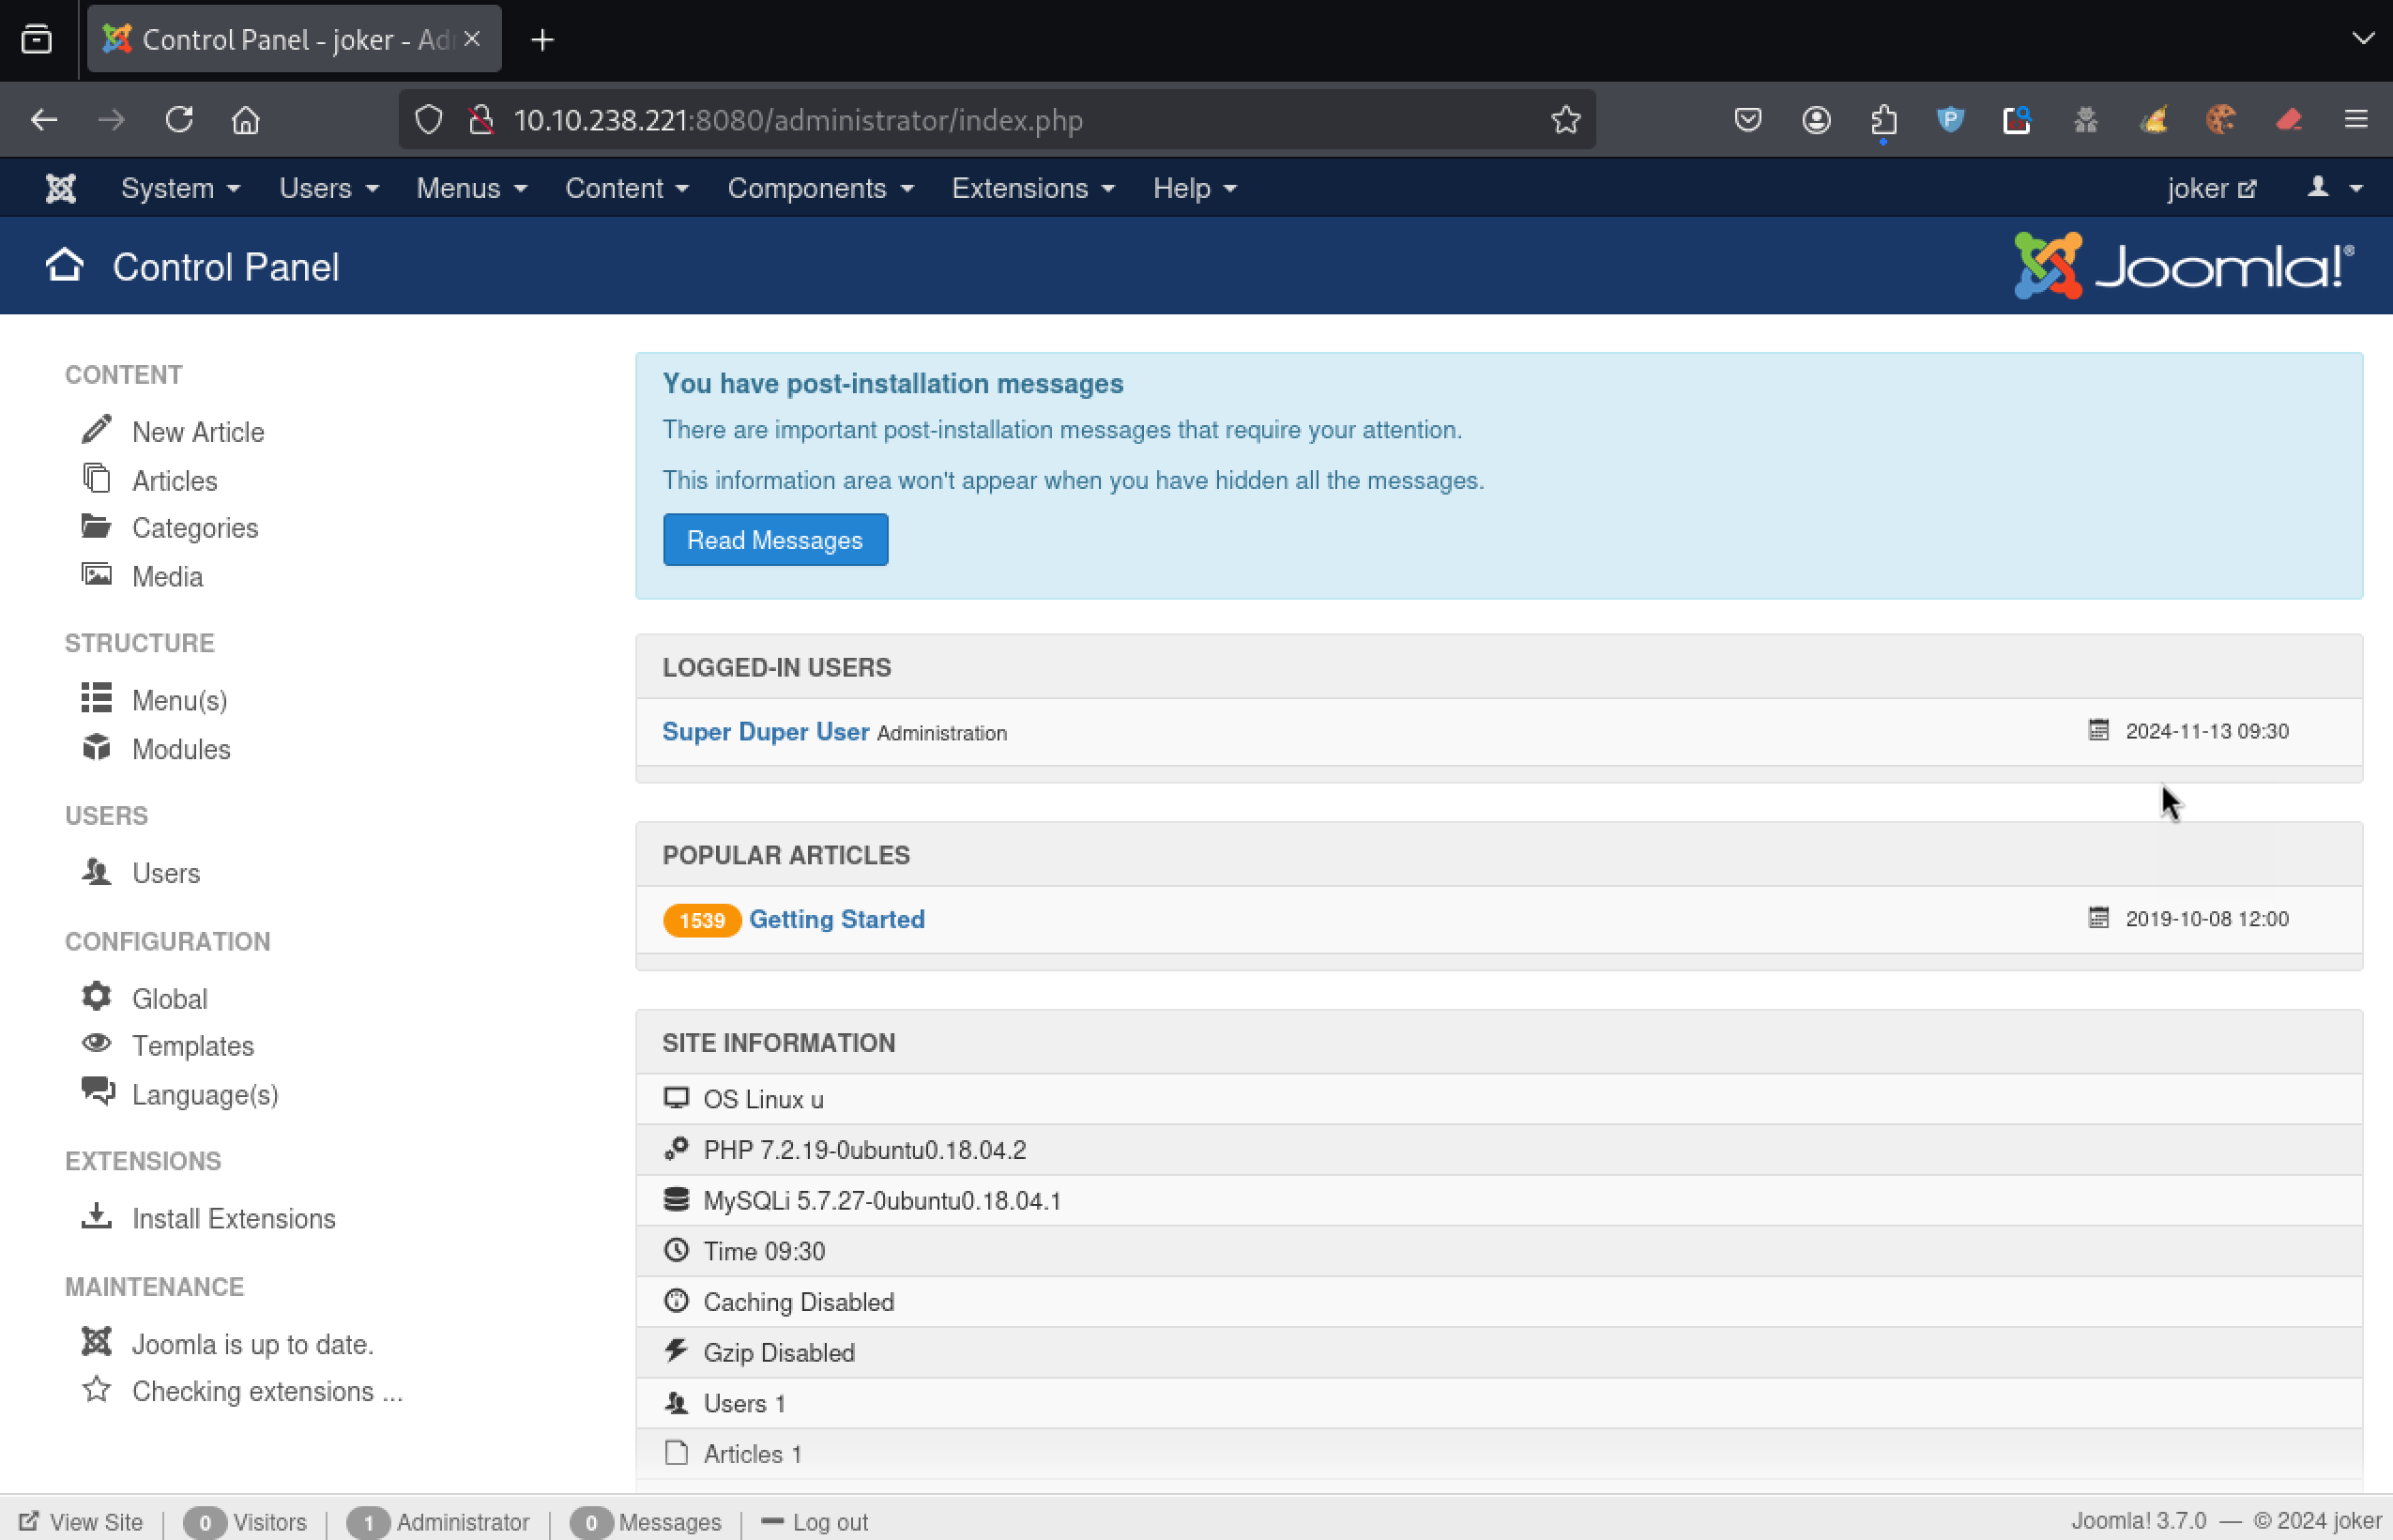 Control Panel - joker - Ad
10.10.238.221:8080/administrator/index.php
System Users Menus Content Components Extensions Help joker
Control Panel
Joomla!®
CONTENT
New Article
Articles
Categories
Media
STRUCTURE
Menu(s)
Modules
USERS
Users
CONFIGURATION
Global
Templates
Language(s)
EXTENSIONS
Install Extensions
MAINTENANCE
Joomla is up to date.
Checking extensions ...
You have post-installation messages
There are important post-installation messages that require your attention.
This information area won't appear when you have hidden all the messages.
Read Messages
LOGGED-IN USERS
Super Duper User Administration 2024-11-13 09:30
POPULAR ARTICLES
1539 Getting Started 2019-10-08 12:00
SITE INFORMATION
OS Linux u
PHP 7.2.19-0ubuntu0.18.04.2
MySQLi 5.7.27-0ubuntu0.18.04.1
Time 09:30
Caching Disabled
Gzip Disabled
Users 1
Articles 1
View Site 0 Visitors 1 Administrator 0 Messages Log out Joomla! 3.7.0 — © 2024 joker